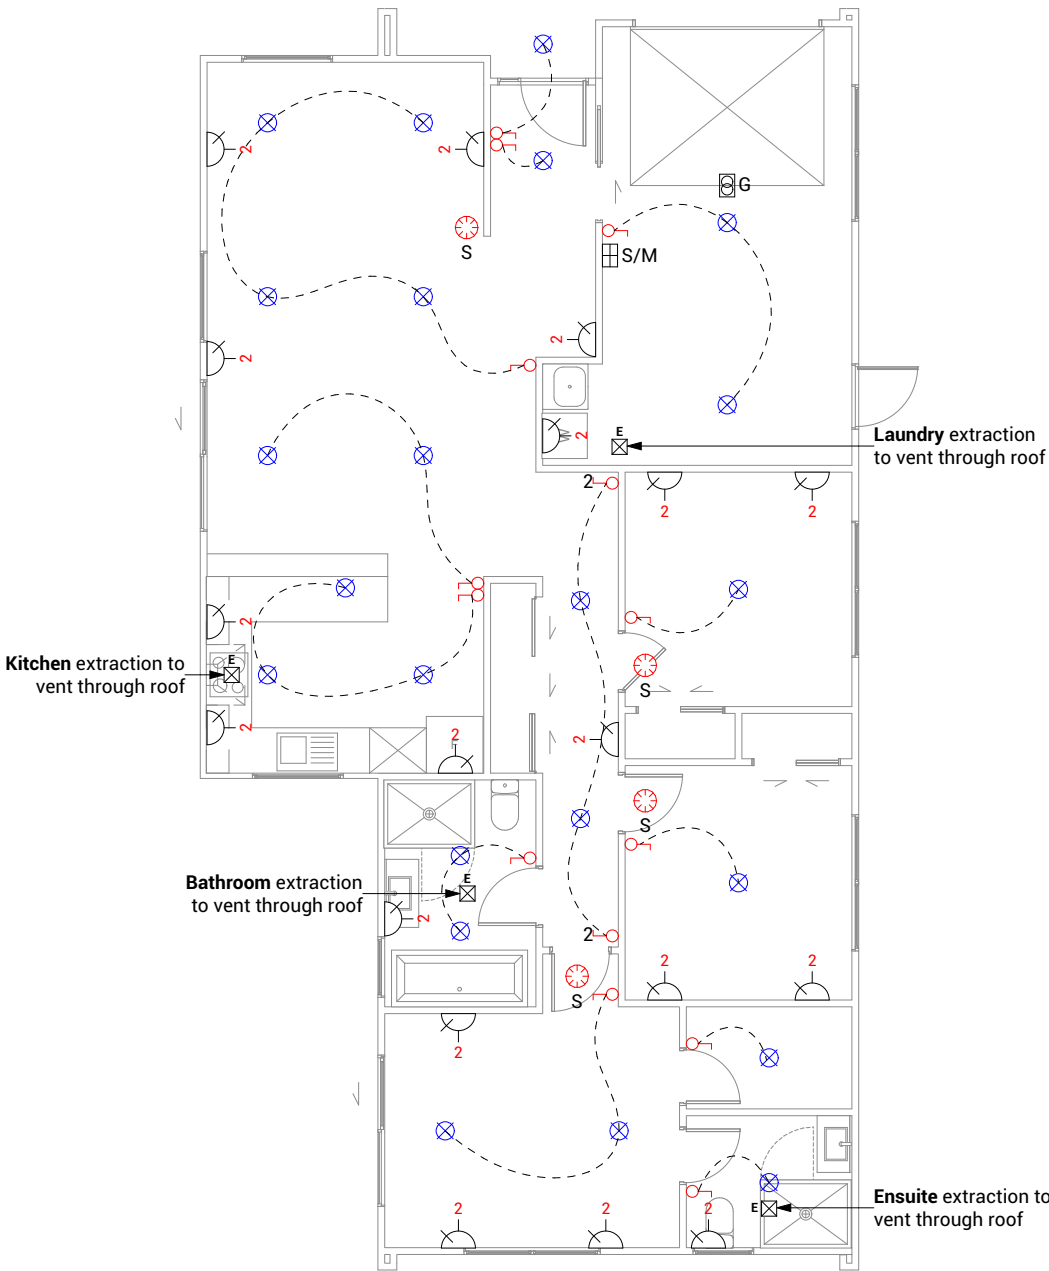 2
2
G
S
S/M
2
2
2
E
Laundry extraction
to vent through roof
2
2
2
2
Kitchen extraction to
vent through roof
E
S
2
2
2
S
Bathroom extraction
to vent through roof
E
2
2
2
2
S
2
2
2
2
E
Ensuite extraction to
vent through roof